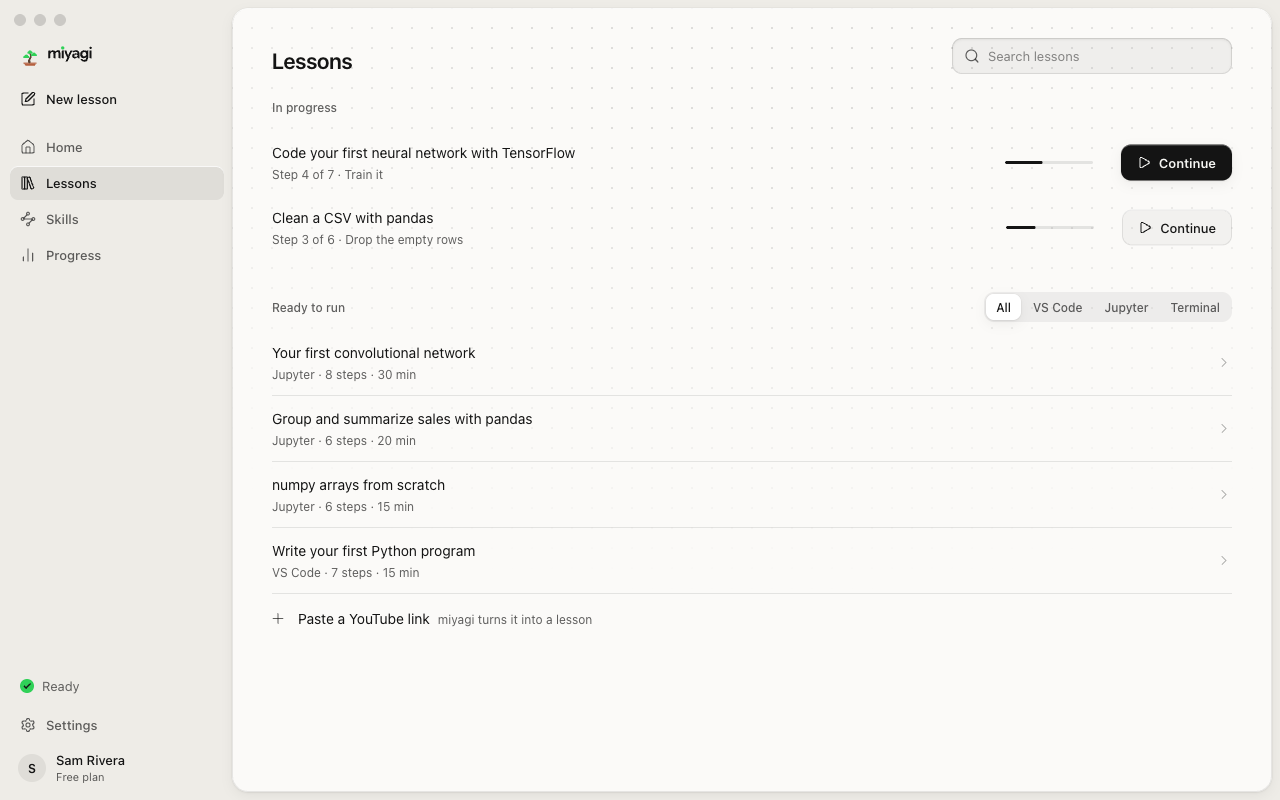 miyagi
New lesson
Home
Lessons
Skills
Progress
Ready
Settings
S
Sam Rivera
Free plan
Lessons
Search lessons
In progress
Code your first neural network with TensorFlow
Step 4 of 7 · Train it
Continue
Clean a CSV with pandas
Step 3 of 6 · Drop the empty rows
Continue
Ready to run
All VS Code Jupyter Terminal
Your first convolutional network
Jupyter · 8 steps · 30 min
Group and summarize sales with pandas
Jupyter · 6 steps · 20 min
numpy arrays from scratch
Jupyter · 6 steps · 15 min
Write your first Python program
VS Code · 7 steps · 15 min
Paste a YouTube link miyagi turns it into a lesson